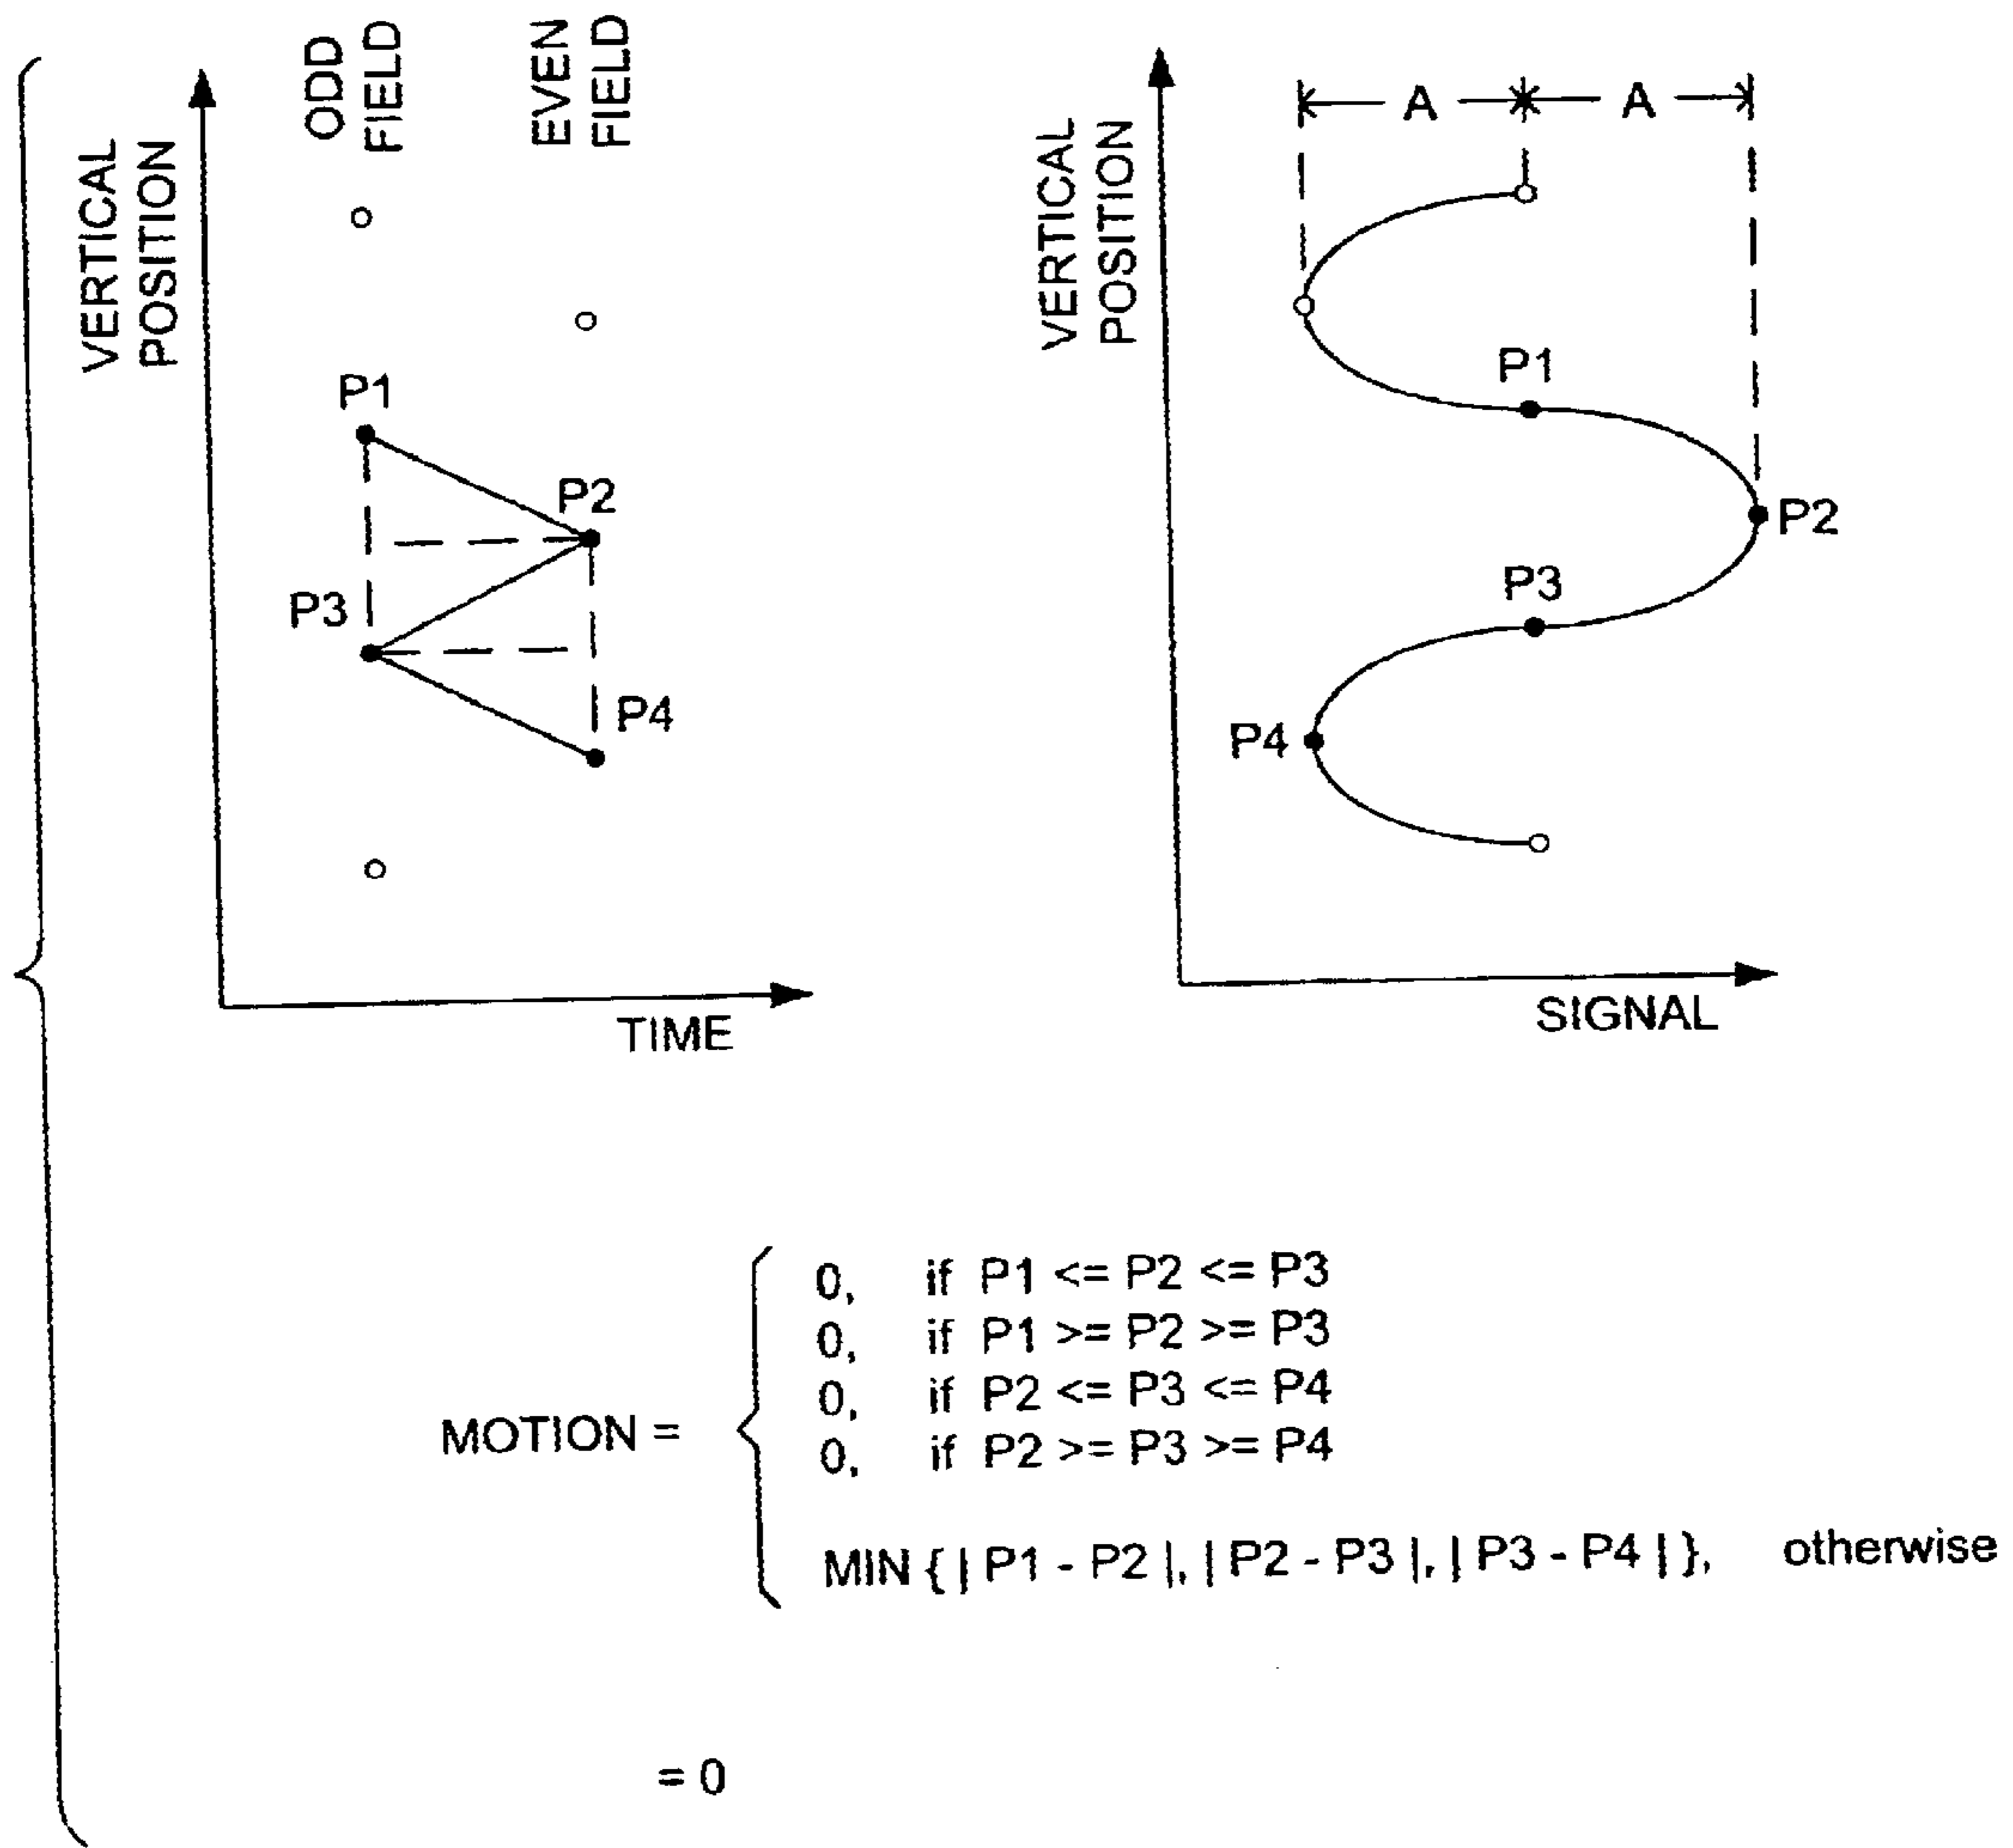 ODD
FIELD
EVEN
FIELD
VERTICAL
POSITION
P1
P2
P3
P4
TIME
VERTICAL
POSITION
A
A
P1
P2
P3
P4
SIGNAL
MOTION =
0, if P1 <= P2 <= P3
0, if P1 >= P2 >= P3
0, if P2 <= P3 <= P4
0, if P2 >= P3 >= P4
MIN { | P1 - P2 |, | P2 - P3 |, | P3 - P4 | }, otherwise
= 0